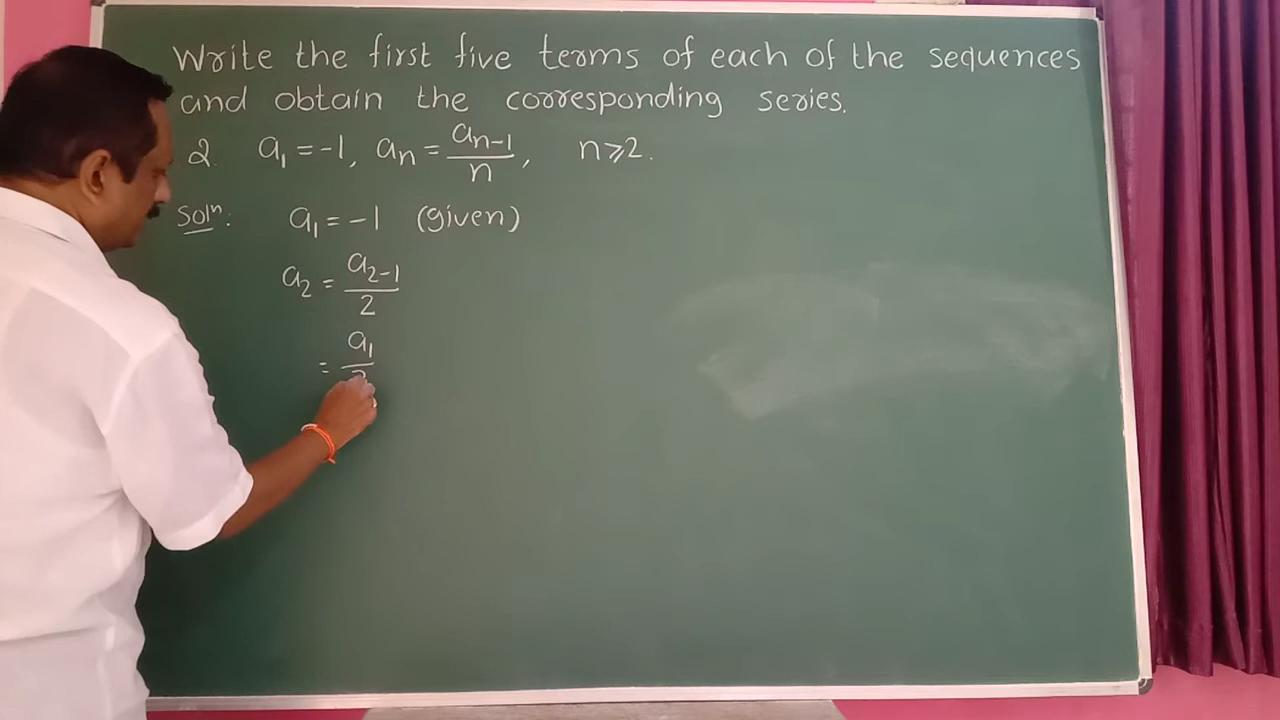 Write the first five terms of each of the sequences
and obtain the corresponding series.
2. a₁ = -1, aₙ = aₙ₋₁/n, n ⩾ 2.
Solⁿ: a₁ = -1 (given)
a₂ = a₂₋₁/2
= a₁/2